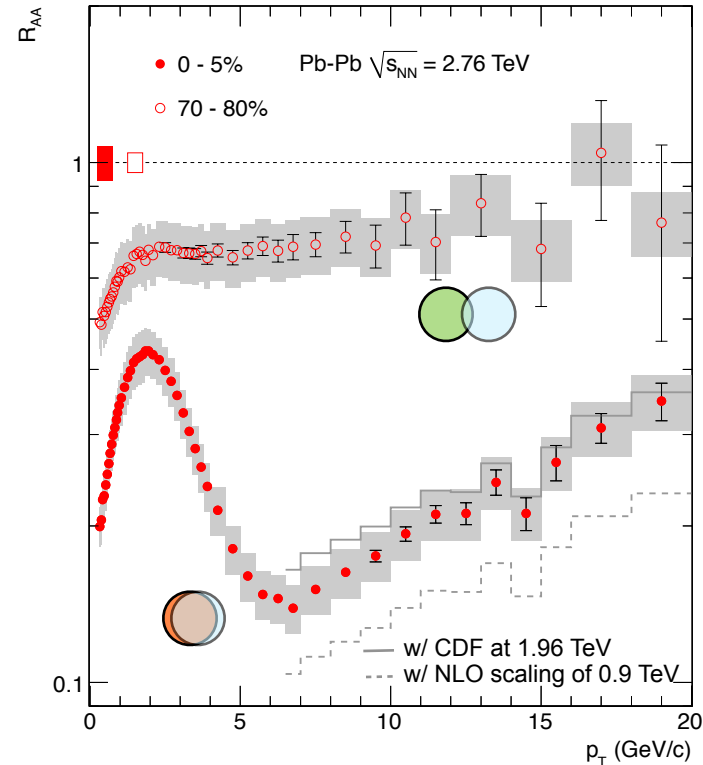 R_AA
0 - 5%
Pb-Pb √s_NN = 2.76 TeV
70 - 80%
1
0.1
w/ CDF at 1.96 TeV
w/ NLO scaling of 0.9 TeV
0 5 10 15 20
p_T (GeV/c)